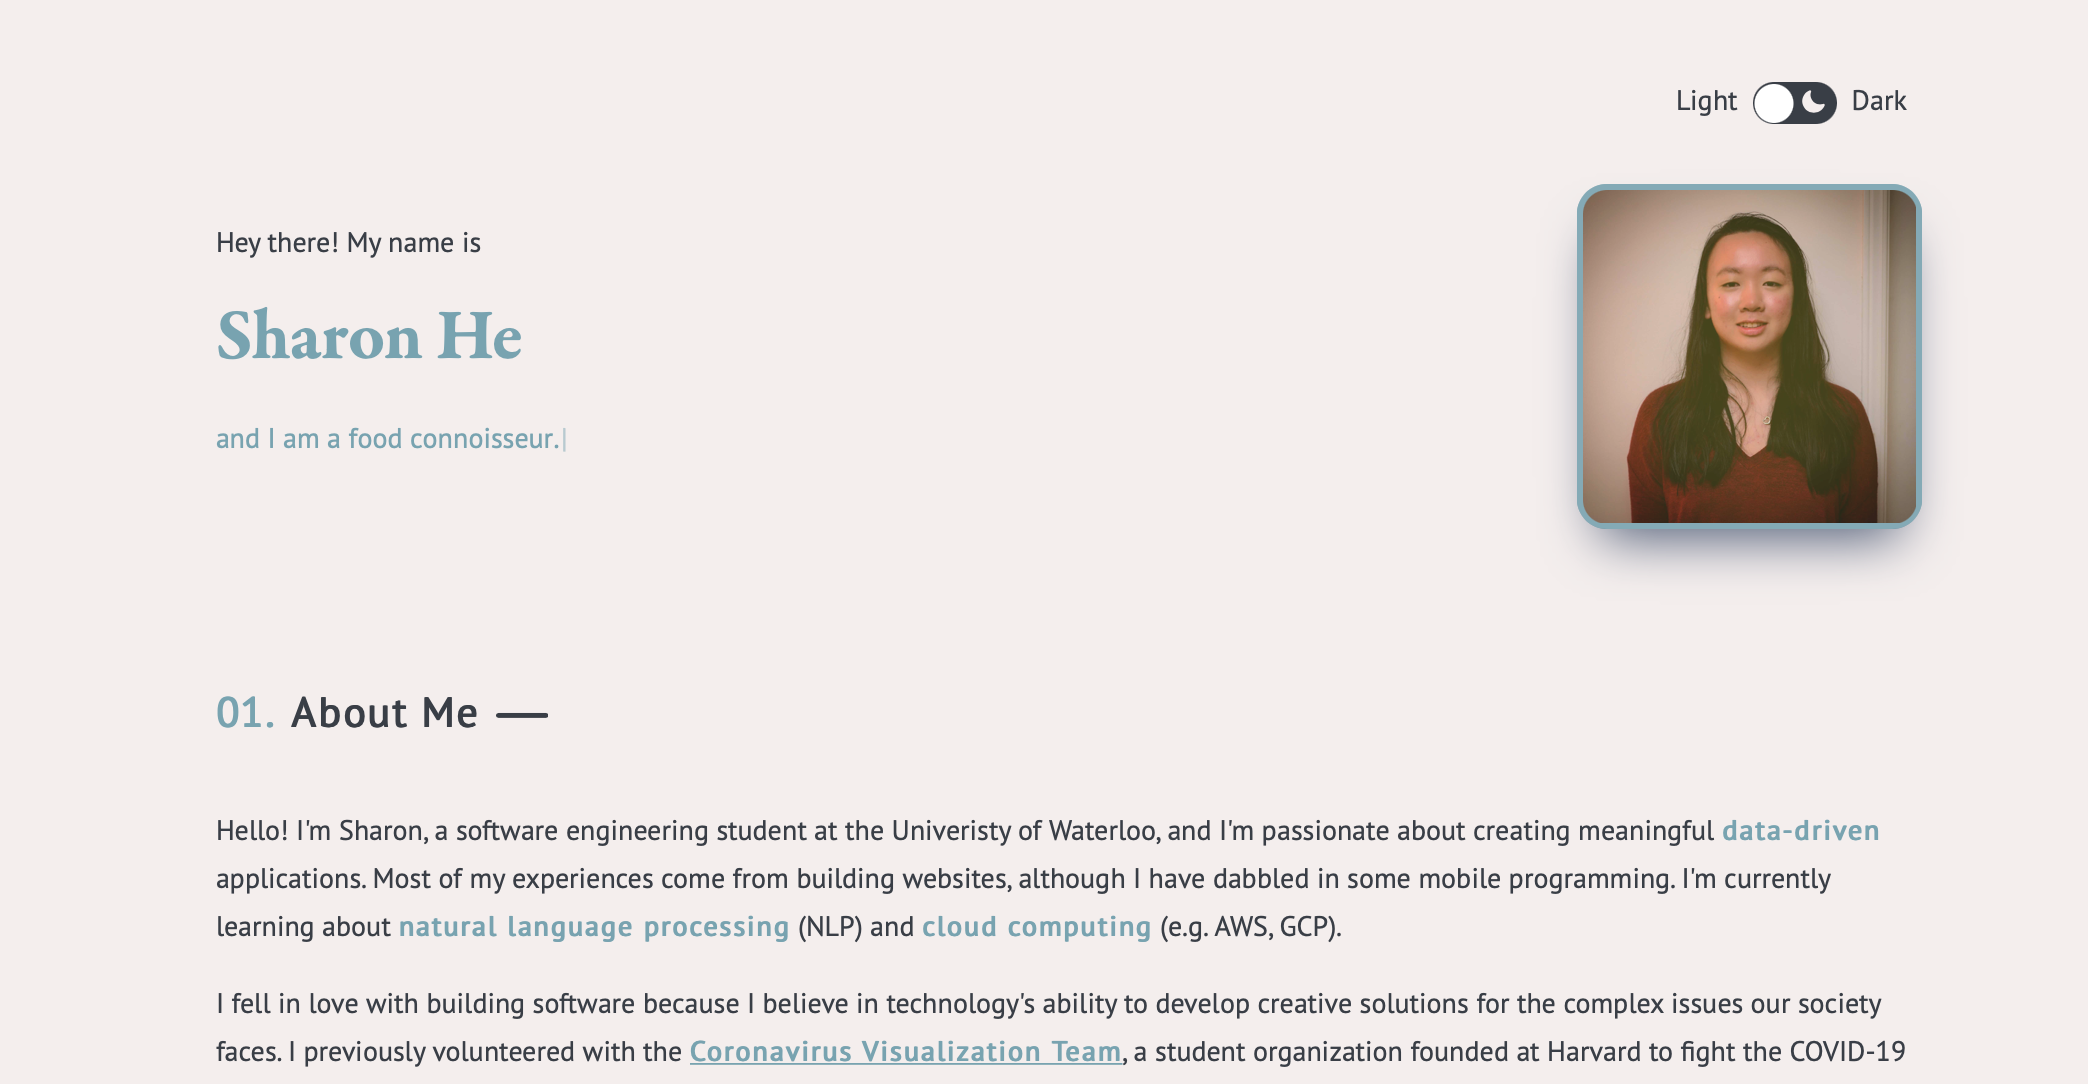 Light Dark
Hey there! My name is
Sharon He
and I am a food connoisseur.|
01. About Me —
Hello! I'm Sharon, a software engineering student at the Univeristy of Waterloo, and I'm passionate about creating meaningful data-driven
applications. Most of my experiences come from building websites, although I have dabbled in some mobile programming. I'm currently
learning about natural language processing (NLP) and cloud computing (e.g. AWS, GCP).
I fell in love with building software because I believe in technology's ability to develop creative solutions for the complex issues our society
faces. I previously volunteered with the Coronavirus Visualization Team, a student organization founded at Harvard to fight the COVID-19